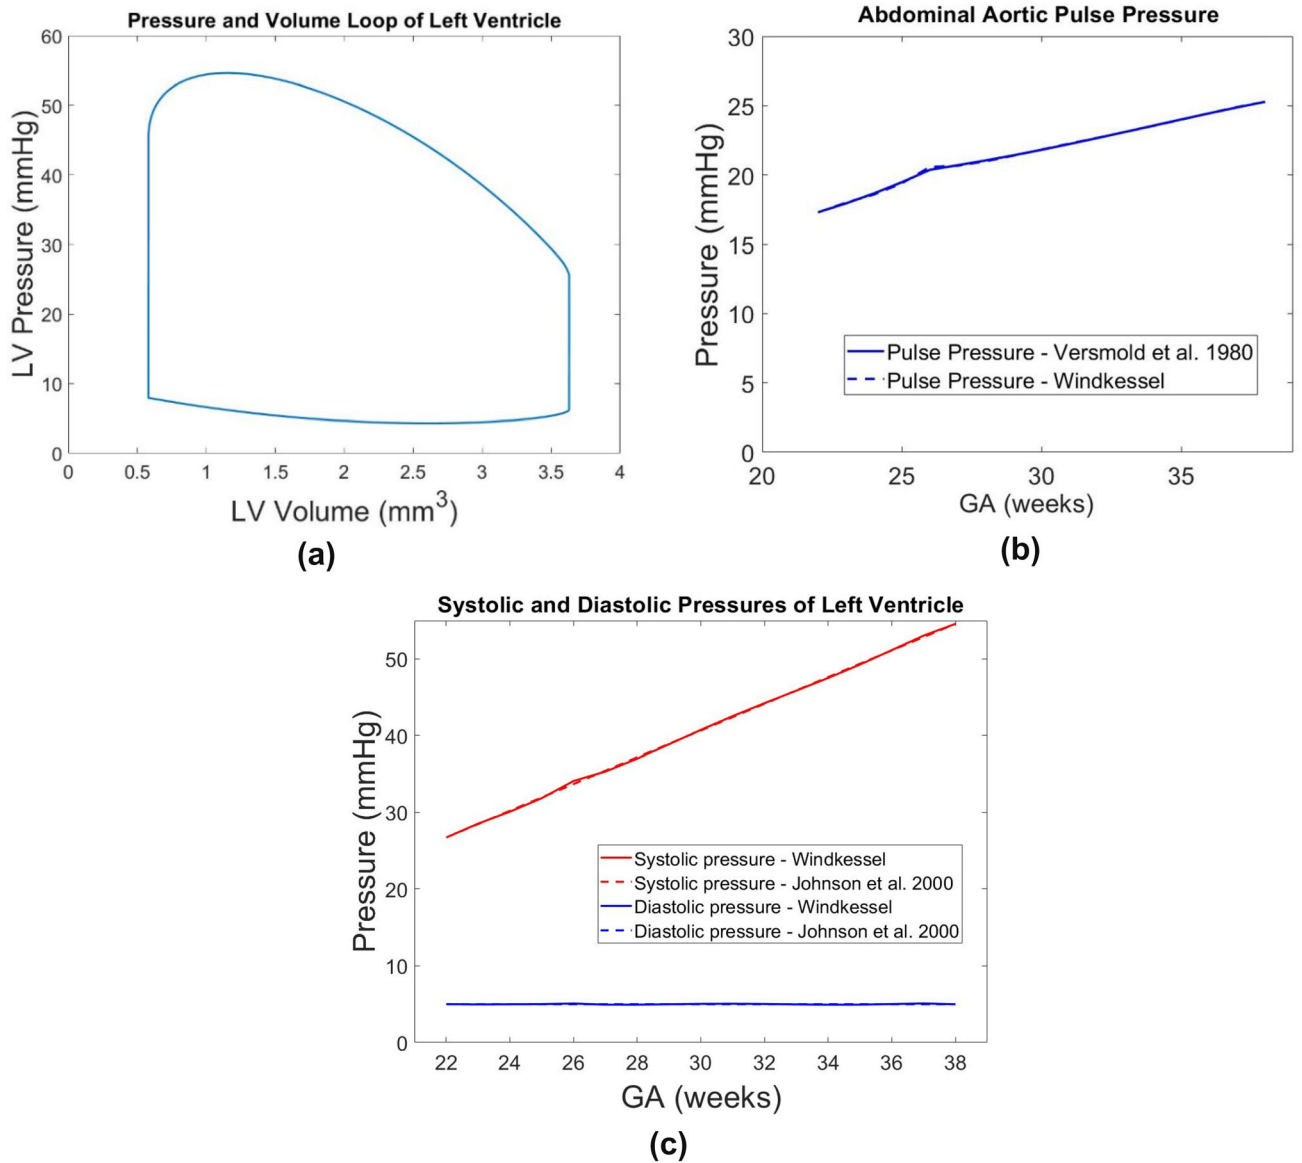 Pressure and Volume Loop of Left Ventricle
60
50
40
30
20
10
0
LV Pressure (mmHg)
0 0.5 1 1.5 2 2.5 3 3.5 4
LV Volume (mm³)
(a)
Abdominal Aortic Pulse Pressure
30
25
20
15
10
5
0
Pressure (mmHg)
Pulse Pressure - Versmold et al. 1980
Pulse Pressure - Windkessel
20 25 30 35
GA (weeks)
(b)
Systolic and Diastolic Pressures of Left Ventricle
50
40
30
20
10
0
Pressure (mmHg)
Systolic pressure - Windkessel
Systolic pressure - Johnson et al. 2000
Diastolic pressure - Windkessel
Diastolic pressure - Johnson et al. 2000
22 24 26 28 30 32 34 36 38
GA (weeks)
(c)